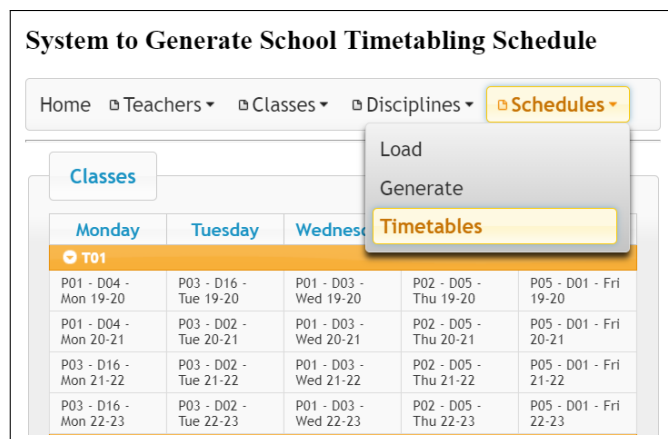 System to Generate School Timetabling Schedule
Home Teachers Classes Disciplines Schedules
Load
Generate
Timetables
Classes
Monday Tuesday
T01
P01 - D04 - P03 - D16 - P01 - D03 - P02 - D05 - P05 - D01 - Fri
Mon 19-20 Tue 19-20 Wed 19-20 Thu 19-20 19-20
P01 - D04 - P03 - D02 - P01 - D03 - P02 - D05 - P05 - D01 - Fri
Mon 20-21 Tue 20-21 Wed 20-21 Thu 20-21 20-21
P03 - D16 - P03 - D02 - P01 - D03 - P02 - D05 - P05 - D01 - Fri
Mon 21-22 Tue 21-22 Wed 21-22 Thu 21-22 21-22
P03 - D16 - P03 - D02 - P01 - D03 - P02 - D05 - P05 - D01 - Fri
Mon 22-23 Tue 22-23 Wed 22-23 Thu 22-23 22-23